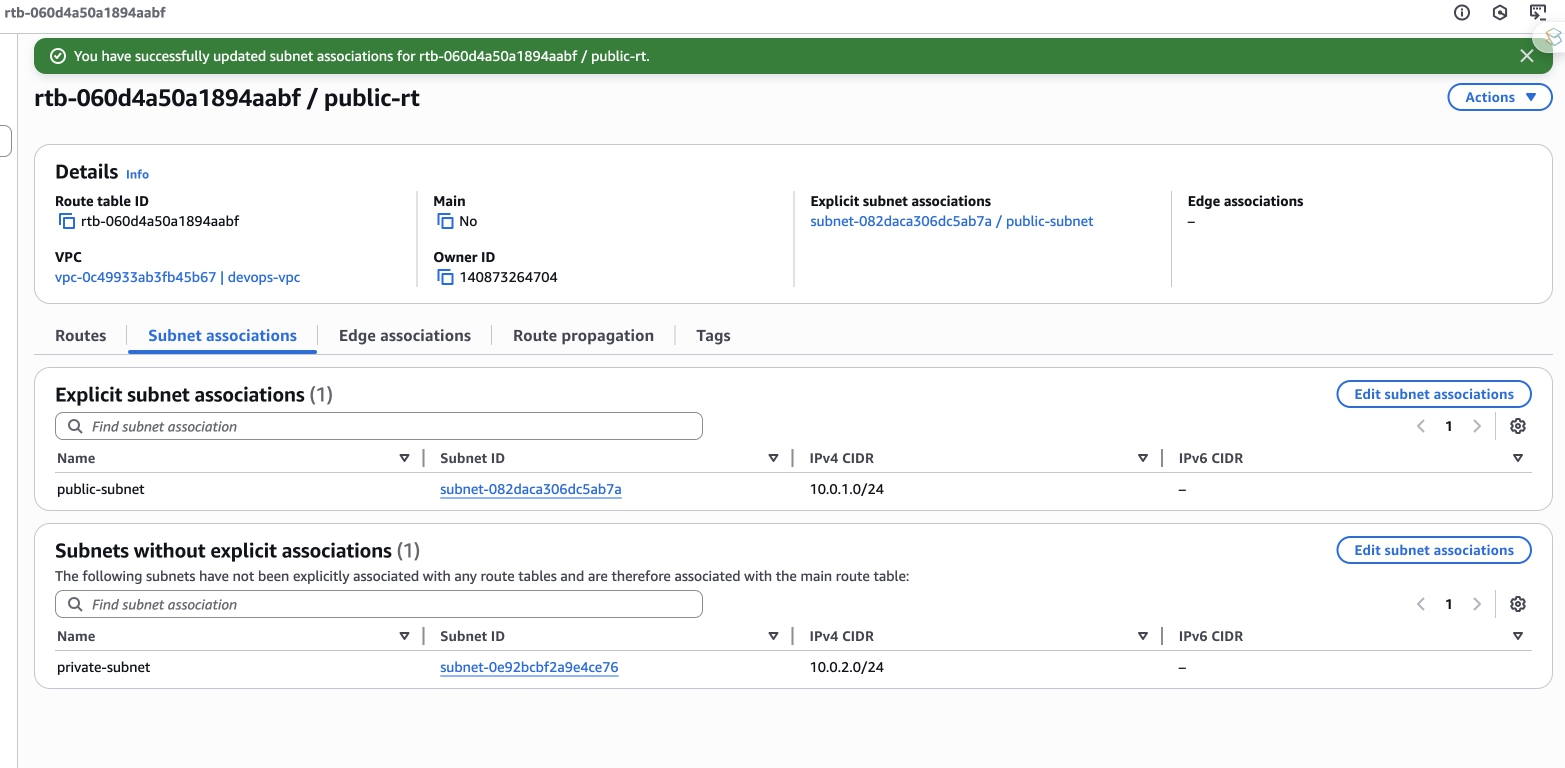 rtb-060d4a50a1894aabf
You have successfully updated subnet associations for rtb-060d4a50a1894aabf / public-rt.
rtb-060d4a50a1894aabf / public-rt
Actions
Details Info
Route table ID
rtb-060d4a50a1894aabf
Main
No
Explicit subnet associations
subnet-082daca306dc5ab7a / public-subnet
Edge associations
–
VPC
vpc-0c49933ab3fb45b67 | devops-vpc
Owner ID
140873264704
Routes Subnet associations Edge associations Route propagation Tags
Explicit subnet associations (1)
Edit subnet associations
Find subnet association
1
Name Subnet ID IPv4 CIDR IPv6 CIDR
public-subnet subnet-082daca306dc5ab7a 10.0.1.0/24 –
Subnets without explicit associations (1)
Edit subnet associations
The following subnets have not been explicitly associated with any route tables and are therefore associated with the main route table:
Find subnet association
1
Name Subnet ID IPv4 CIDR IPv6 CIDR
private-subnet subnet-0e92bcbf2a9e4ce76 10.0.2.0/24 –